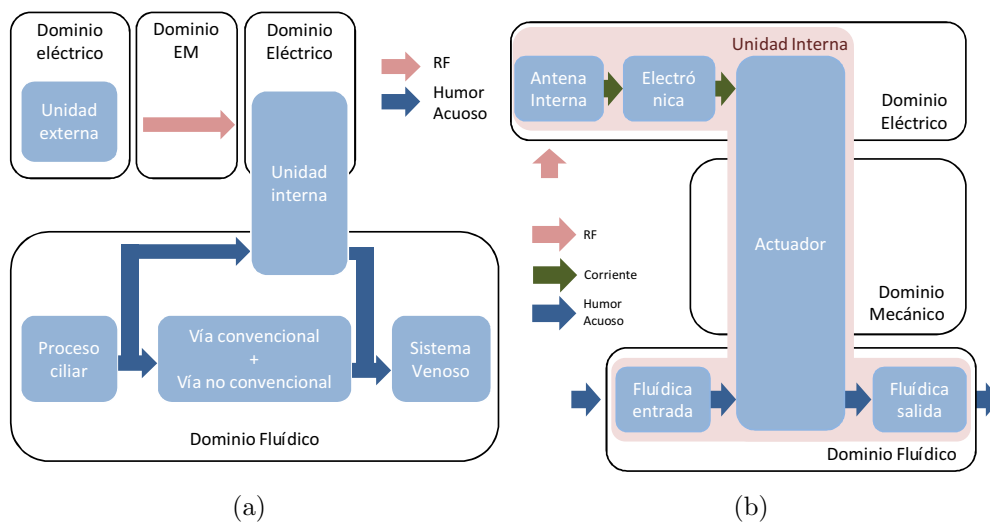 Dominio
eléctrico
Dominio
EM
Dominio
Eléctrico
RF
Humor
Acuoso
Unidad
externa
Unidad
interna
Proceso
ciliar
Vía convencional
+
Vía no convencional
Sistema
Venoso
Dominio Fluídico
(a)
Unidad Interna
Antena
Interna
Electró
nica
Dominio
Eléctrico
Actuador
RF
Corriente
Humor
Acuoso
Dominio
Mecánico
Fluídica
entrada
Fluídica
salida
Dominio Fluídico
(b)